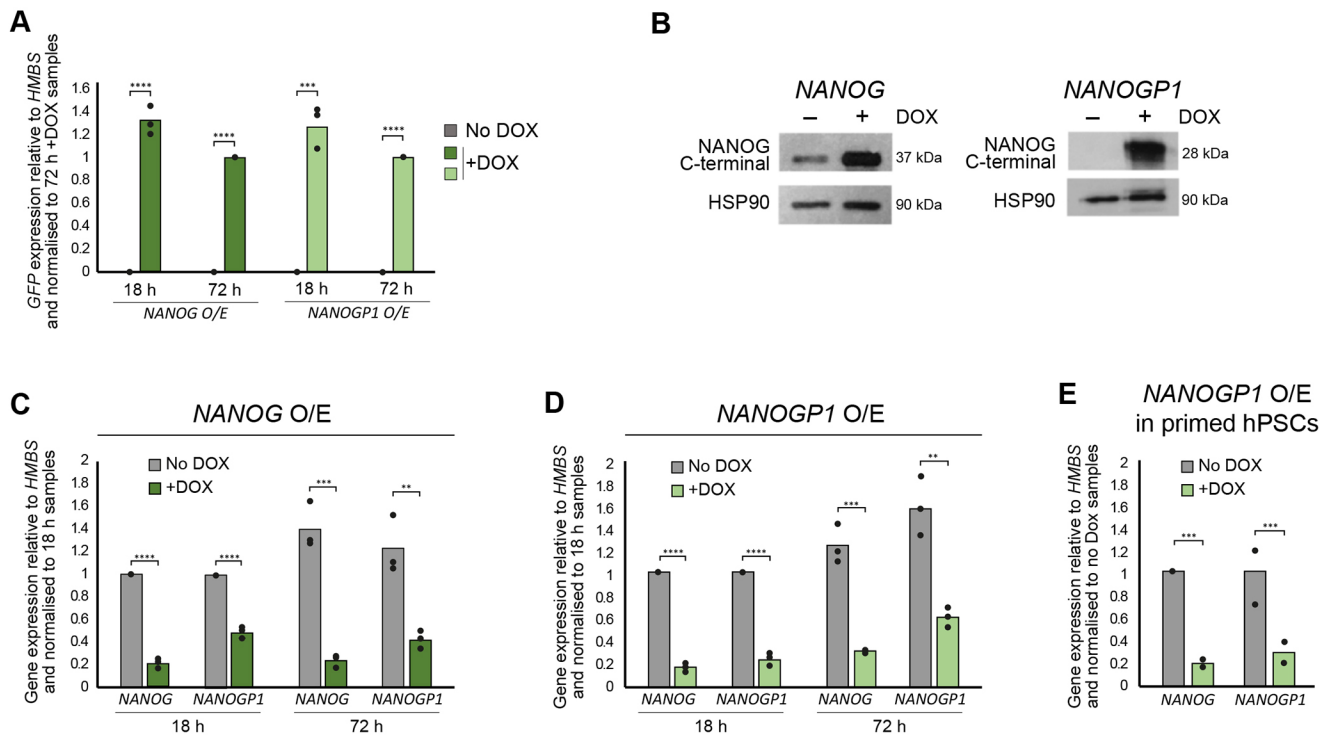 A
GFP expression relative to HMBS
and normalised to 72 h +DOX samples
1.6
1.4
1.2
1
0.8
0.6
0.4
0.2
0
****
****
***
****
18 h
72 h
18 h
72 h
NANOG O/E
NANOGP1 O/E
No DOX
+DOX
B
NANOG
– + DOX
NANOG
C-terminal
37 kDa
HSP90
90 kDa
NANOGP1
– + DOX
NANOG
C-terminal
28 kDa
HSP90
90 kDa
C
NANOG O/E
Gene expression relative to HMBS
and normalised to 18 h samples
2
1.8
1.6
1.4
1.2
1
0.8
0.6
0.4
0.2
0
No DOX
+DOX
****
****
***
**
NANOG
NANOGP1
NANOG
NANOGP1
18 h
72 h
D
NANOGP1 O/E
Gene expression relative to HMBS
and normalised to 18 h samples
2
1.8
1.6
1.4
1.2
1
0.8
0.6
0.4
0.2
0
No DOX
+DOX
****
****
***
**
NANOG
NANOGP1
NANOG
NANOGP1
18 h
72 h
E
NANOGP1 O/E
in primed hPSCs
Gene expression relative to HMBS
and normalised to no Dox samples
2
1.8
1.6
1.4
1.2
1
0.8
0.6
0.4
0.2
0
No DOX
+DOX
***
***
NANOG
NANOGP1